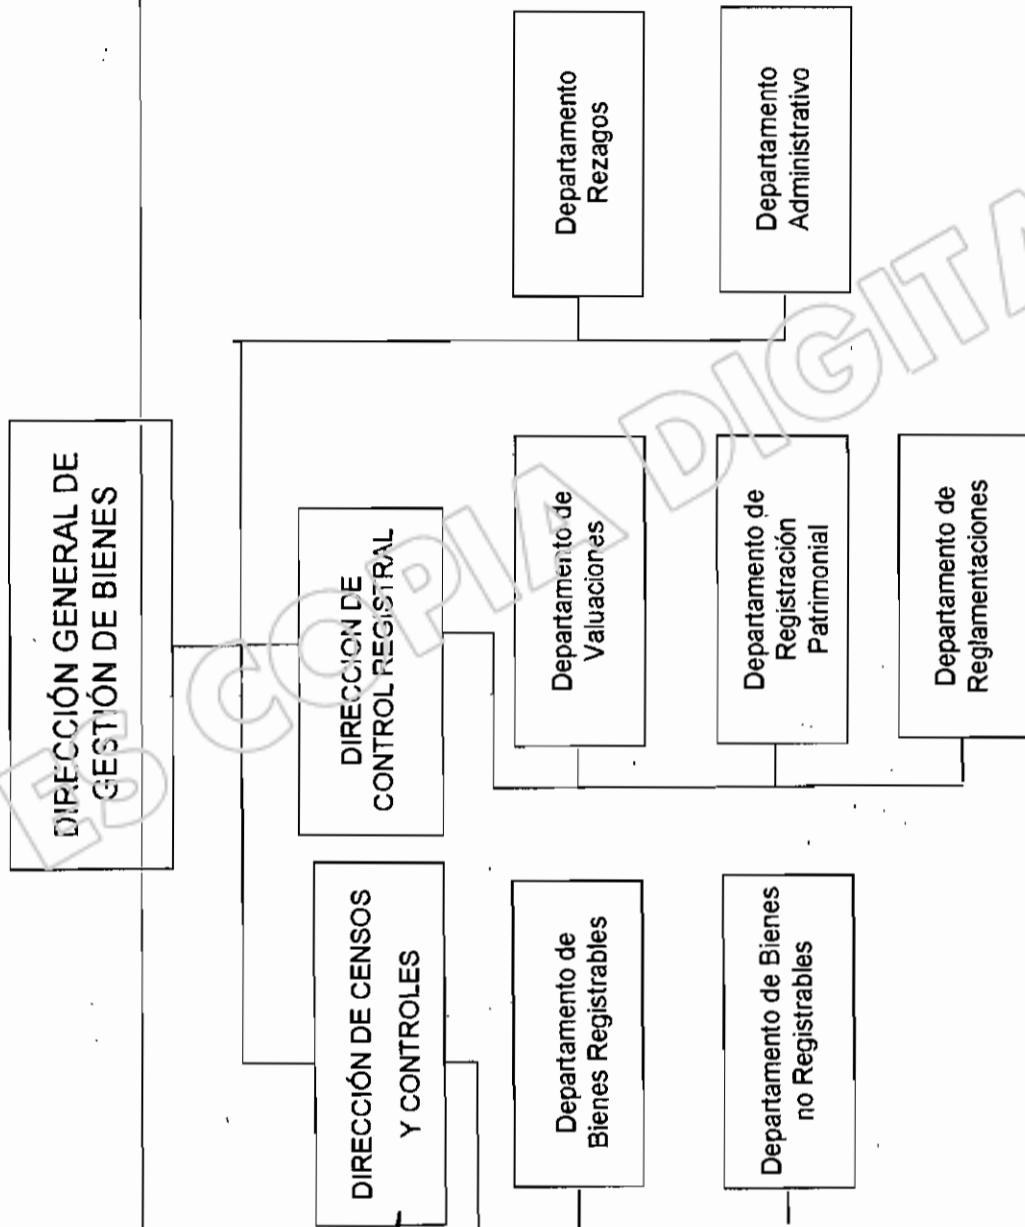 DIRECCIÓN GENERAL DE
GESTIÓN DE BIENES
DIRECCIÓN DE CENSOS
Y CONTROLES
DIRECCION DE
CONTROL REGISTRAL
Departamento de
Bienes Registrables
Departamento de Bienes
no Registrables
Departamento de
Valuaciones
Departamento de
Registración
Patrimonial
Departamento de
Reglamentaciones
Departamento
Rezagos
Departamento
Administrativo
ES COPIA DIGITA